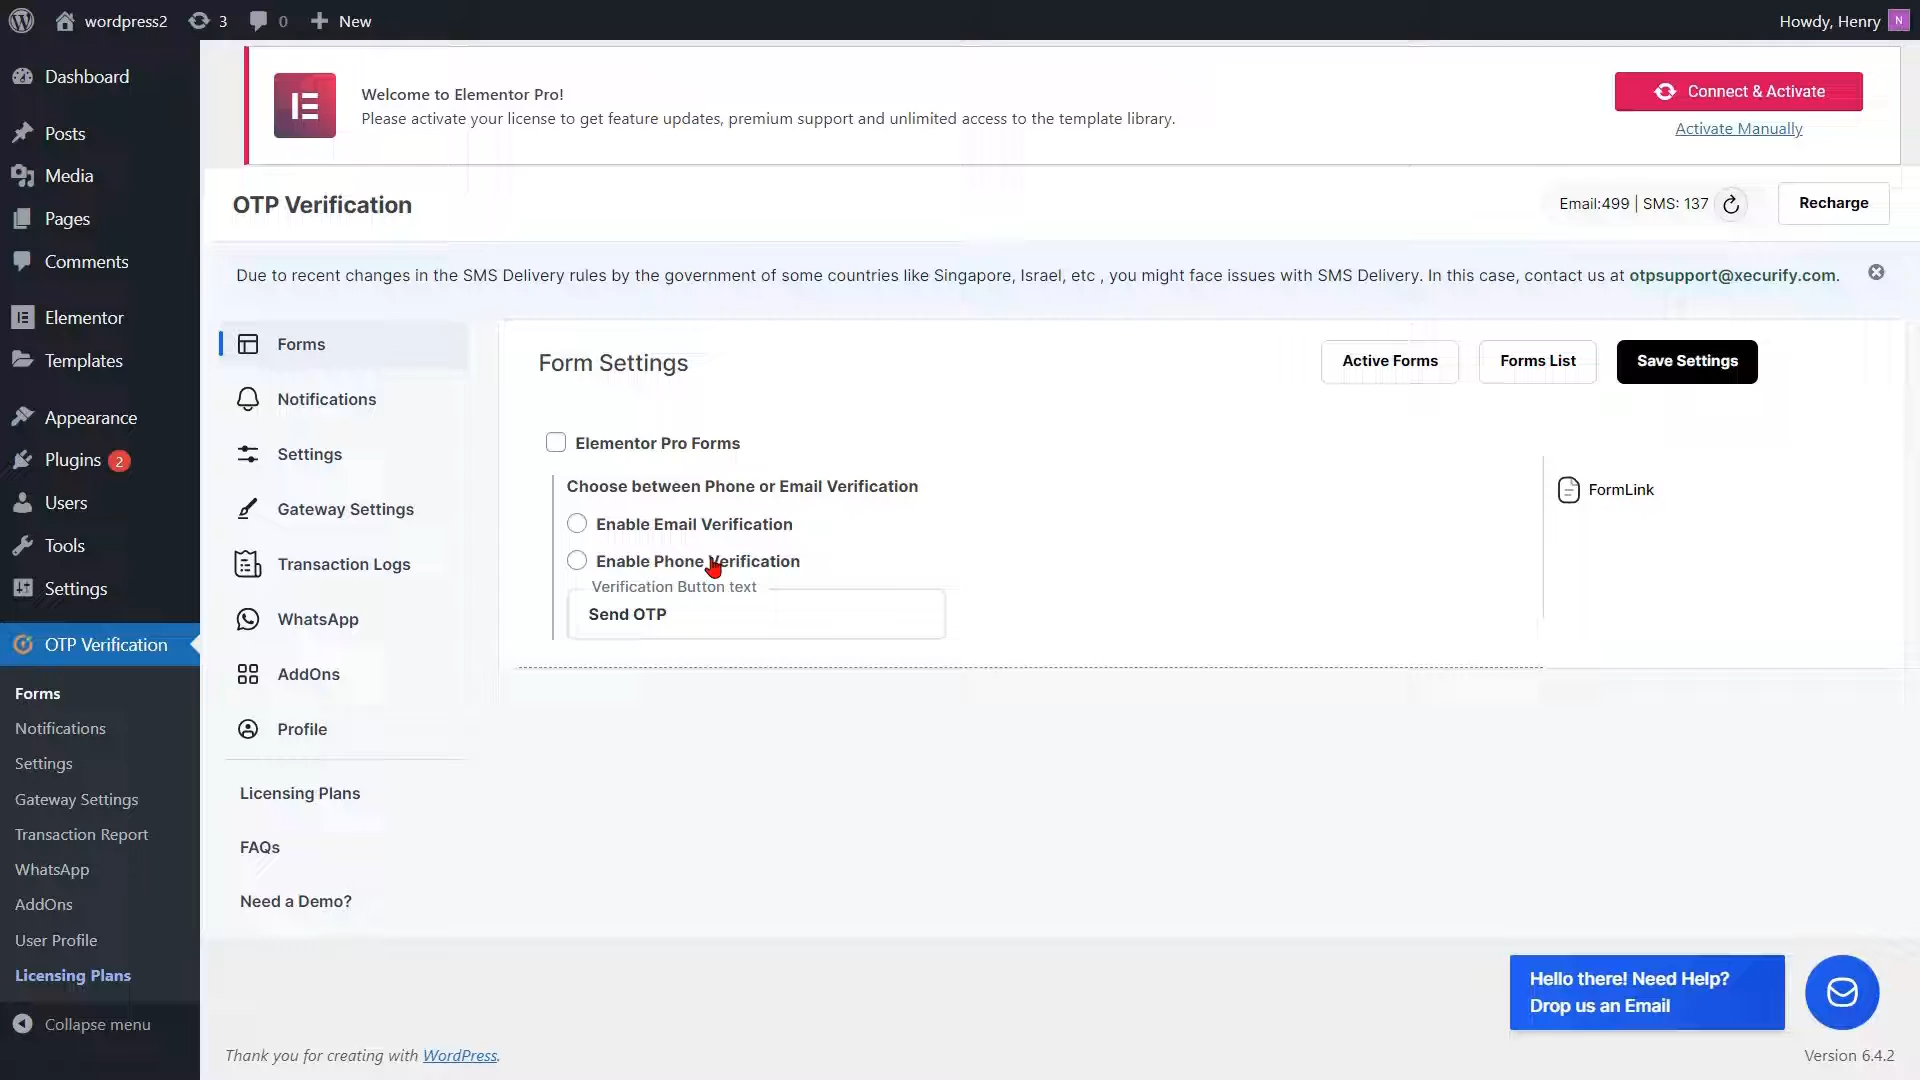 wordpress2
3
0
New
Howdy, Henry
N
Dashboard
Posts
Media
Pages
Comments
Elementor
Templates
Appearance
Plugins 2
Users
Tools
Settings
OTP Verification
Forms
Notifications
Settings
Gateway Settings
Transaction Report
WhatsApp
AddOns
User Profile
Licensing Plans
Collapse menu
Welcome to Elementor Pro!
Please activate your license to get feature updates, premium support and unlimited access to the template library.
Connect & Activate
Activate Manually
OTP Verification
Email:499 | SMS: 137
Recharge
Due to recent changes in the SMS Delivery rules by the government of some countries like Singapore, Israel, etc , you might face issues with SMS Delivery. In this case, contact us at otpsupport@xecurify.com.
Forms
Notifications
Settings
Gateway Settings
Transaction Logs
WhatsApp
AddOns
Profile
Licensing Plans
FAQs
Need a Demo?
Form Settings
Active Forms
Forms List
Save Settings
Elementor Pro Forms
Choose between Phone or Email Verification
Enable Email Verification
Enable Phone Verification
Verification Button text
Send OTP
FormLink
Hello there! Need Help?
Drop us an Email
Thank you for creating with WordPress.
Version 6.4.2